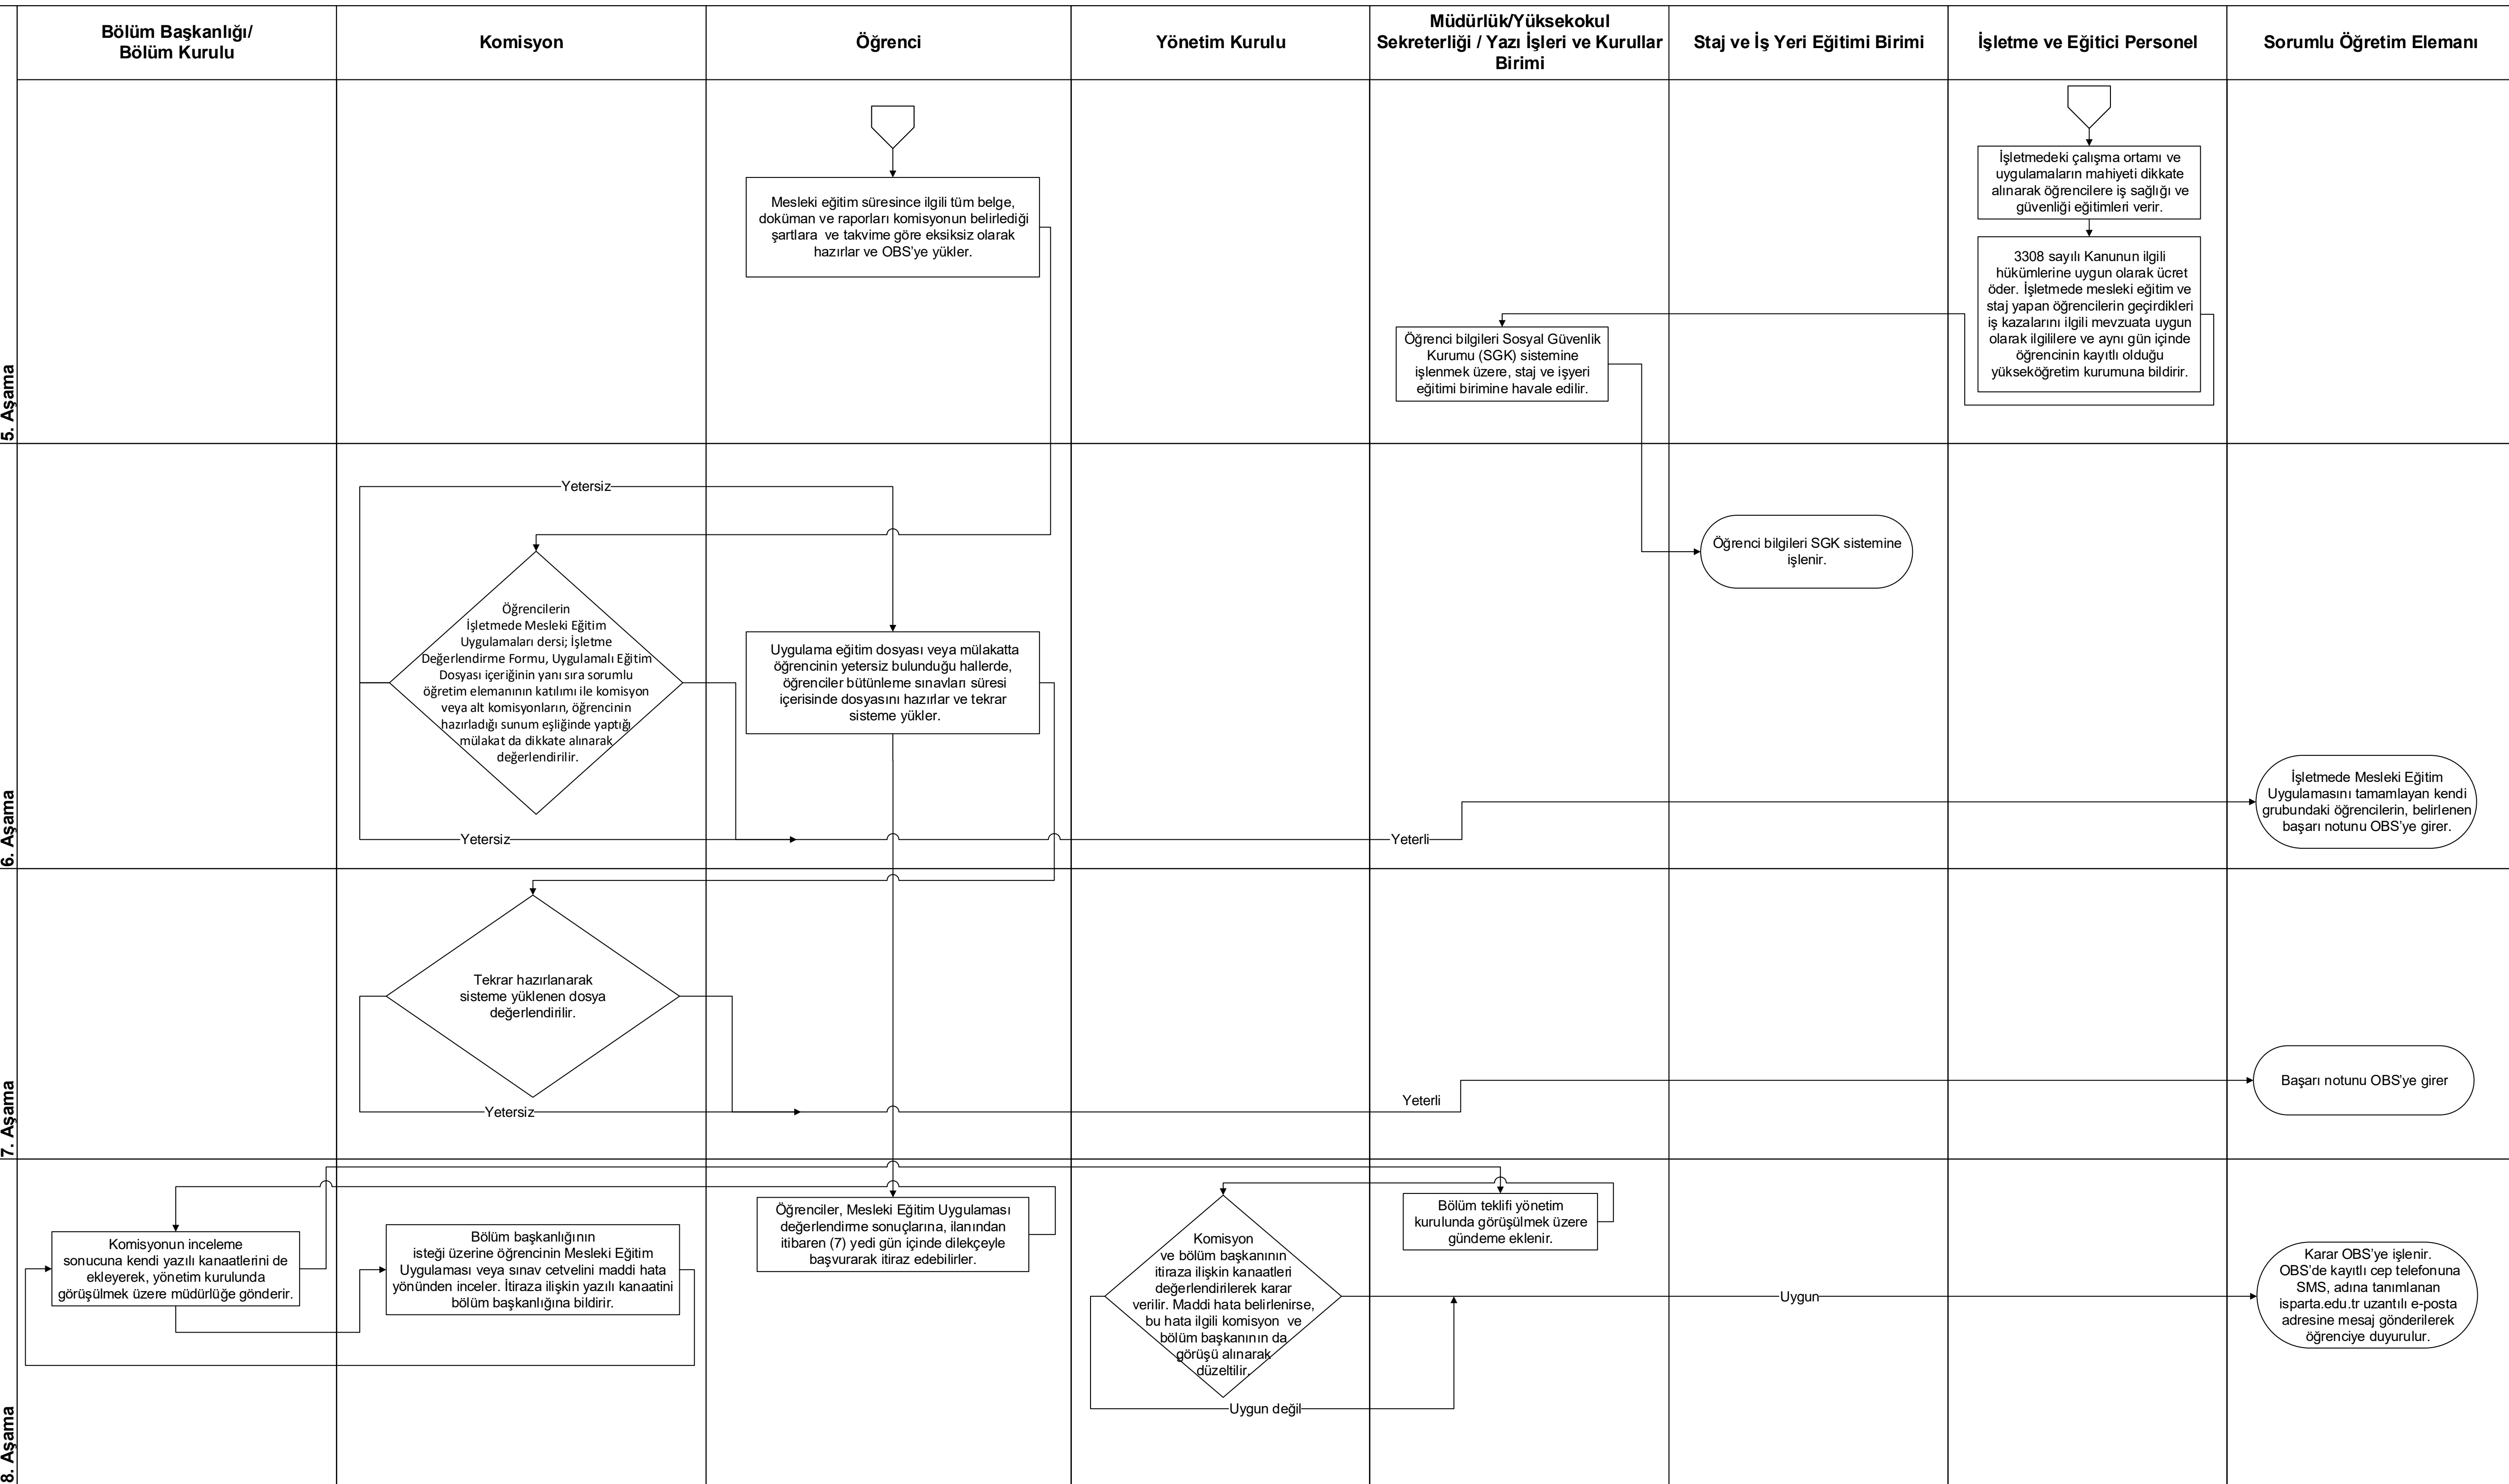 Bölüm Başkanlığı/
Bölüm Kurulu
Komisyon
Öğrenci
Yönetim Kurulu
Müdürlük/Yüksekokul
Sekreterliği / Yazı İşleri ve Kurullar
Birimi
Staj ve İş Yeri Eğitimi Birimi
İşletme ve Eğitici Personel
Sorumlu Öğretim Elemanı
5. Aşama
Mesleki eğitim süresince ilgili tüm belge,
doküman ve raporları komisyonun belirlediği
şartlara ve takvime göre eksiksiz olarak
hazırlar ve OBS’ye yükler.
İşletmedeki çalışma ortamı ve
uygulamaların mahiyeti dikkate
alınarak öğrencilere iş sağlığı ve
güvenliği eğitimleri verir.
3308 sayılı Kanunun ilgili
hükümlerine uygun olarak ücret
öder. İşletmede mesleki eğitim ve
staj yapan öğrencilerin geçirdikleri
iş kazalarını ilgili mevzuata uygun
olarak ilgililere ve aynı gün içinde
öğrencinin kayıtlı olduğu
yükseköğretim kurumuna bildirir.
Öğrenci bilgileri Sosyal Güvenlik
Kurumu (SGK) sistemine
işlenmek üzere, staj ve işyeri
eğitimi birimine havale edilir.
6. Aşama
Yetersiz
Öğrencilerin
İşletmede Mesleki Eğitim
Uygulamaları dersi; İşletme
Değerlendirme Formu, Uygulamalı Eğitim
Dosyası içeriğinin yanı sıra sorumlu
öğretim elemanının katılımı ile komisyon
veya alt komisyonların, öğrencinin
hazırladığı sunum eşliğinde yaptığı
mülakat da dikkate alınarak
değerlendirilir.
Yetersiz
Uygulama eğitim dosyası veya mülakatta
öğrencinin yetersiz bulunduğu hallerde,
öğrenciler bütünleme sınavları süresi
içerisinde dosyasını hazırlar ve tekrar
sisteme yükler.
Yeterli
Öğrenci bilgileri SGK sistemine
işlenir.
İşletmede Mesleki Eğitim
Uygulamasını tamamlayan kendi
grubundaki öğrencilerin, belirlenen
başarı notunu OBS’ye girer.
7. Aşama
Tekrar hazırlanarak
sisteme yüklenen dosya
değerlendirilir.
Yetersiz
Yeterli
Başarı notunu OBS’ye girer
8. Aşama
Komisyonun inceleme
sonucuna kendi yazılı kanaatlerini de
ekleyerek, yönetim kurulunda
görüşülmek üzere müdürlüğe gönderir.
Bölüm başkanlığının
isteği üzerine öğrencinin Mesleki Eğitim
Uygulaması veya sınav cetvelini maddi hata
yönünden inceler. İtiraza ilişkin yazılı kanaatini
bölüm başkanlığına bildirir.
Öğrenciler, Mesleki Eğitim Uygulaması
değerlendirme sonuçlarına, ilanından
itibaren (7) yedi gün içinde dilekçeyle
başvurarak itiraz edebilirler.
Komisyon
ve bölüm başkanının
itiraza ilişkin kanaatleri
değerlendirilerek karar
verilir. Maddi hata belirlenirse,
bu hata ilgili komisyon ve
bölüm başkanının da
görüşü alınarak
düzeltilir.
Uygun değil
Bölüm teklifi yönetim
kurulunda görüşülmek üzere
gündeme eklenir.
Uygun
Karar OBS’ye işlenir.
OBS’de kayıtlı cep telefonuna
SMS, adına tanımlanan
isparta.edu.tr uzantılı e-posta
adresine mesaj gönderilerek
öğrenciye duyurulur.